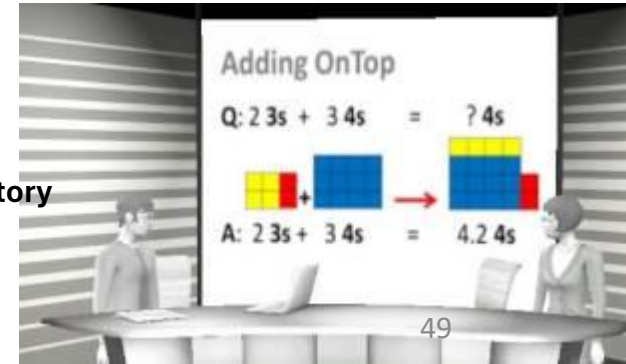 Adding OnTop
Q: 2 3s + 3 4s = ? 4s
tory
+
A: 2 3s + 3 4s = 4.2 4s
49